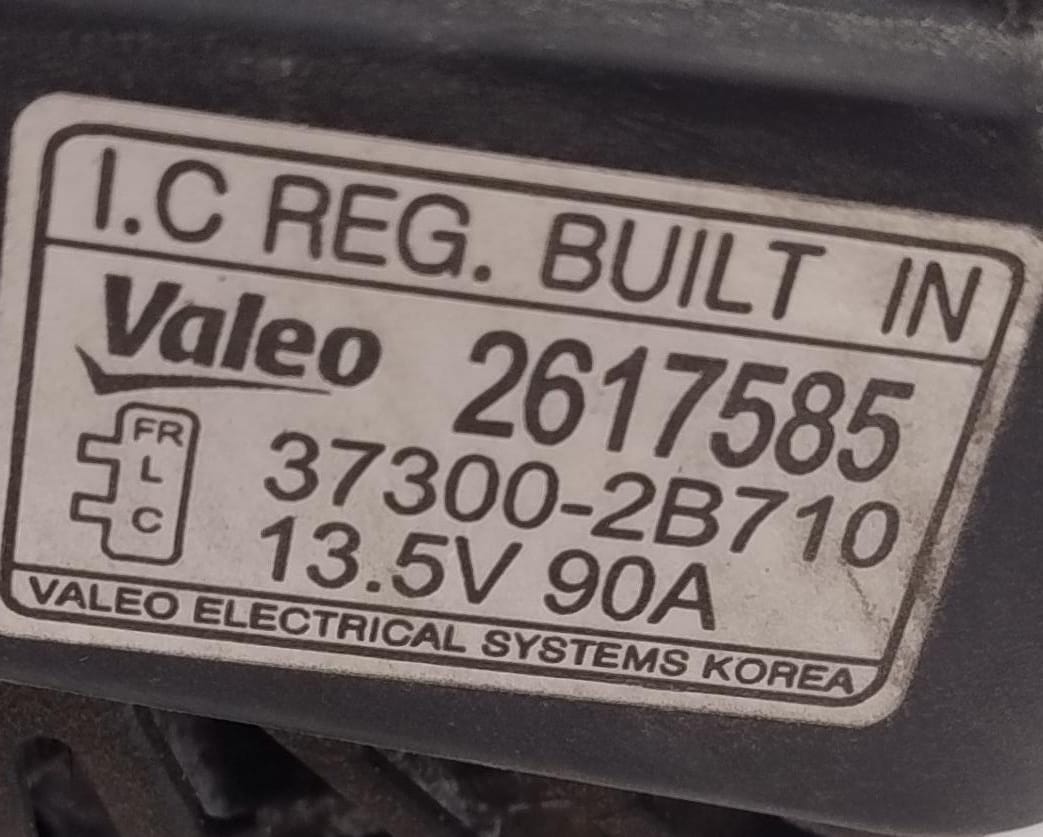 I.C REG. BUILT IN
Valeo 2617585
FR
L
C
37300-2B710
13.5V 90A
VALEO ELECTRICAL SYSTEMS KOREA